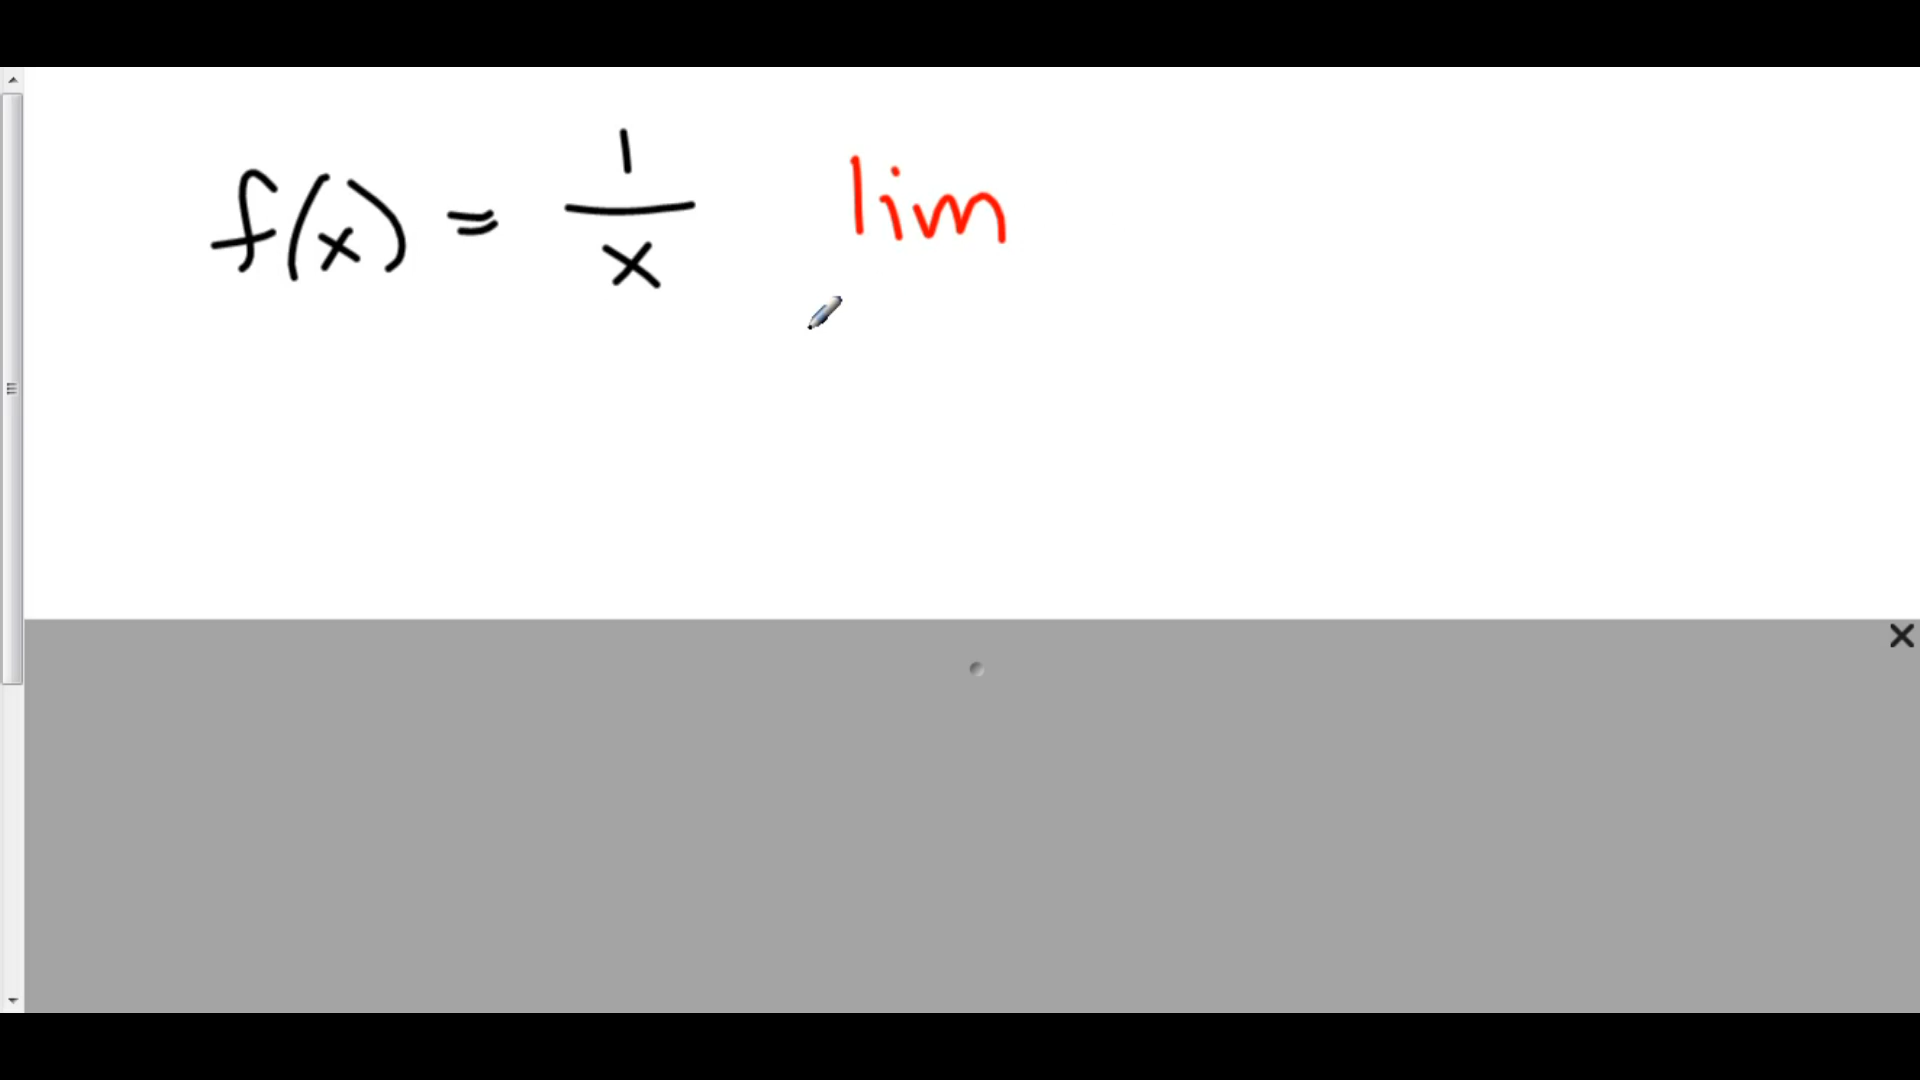 f(x) = 1/x lim